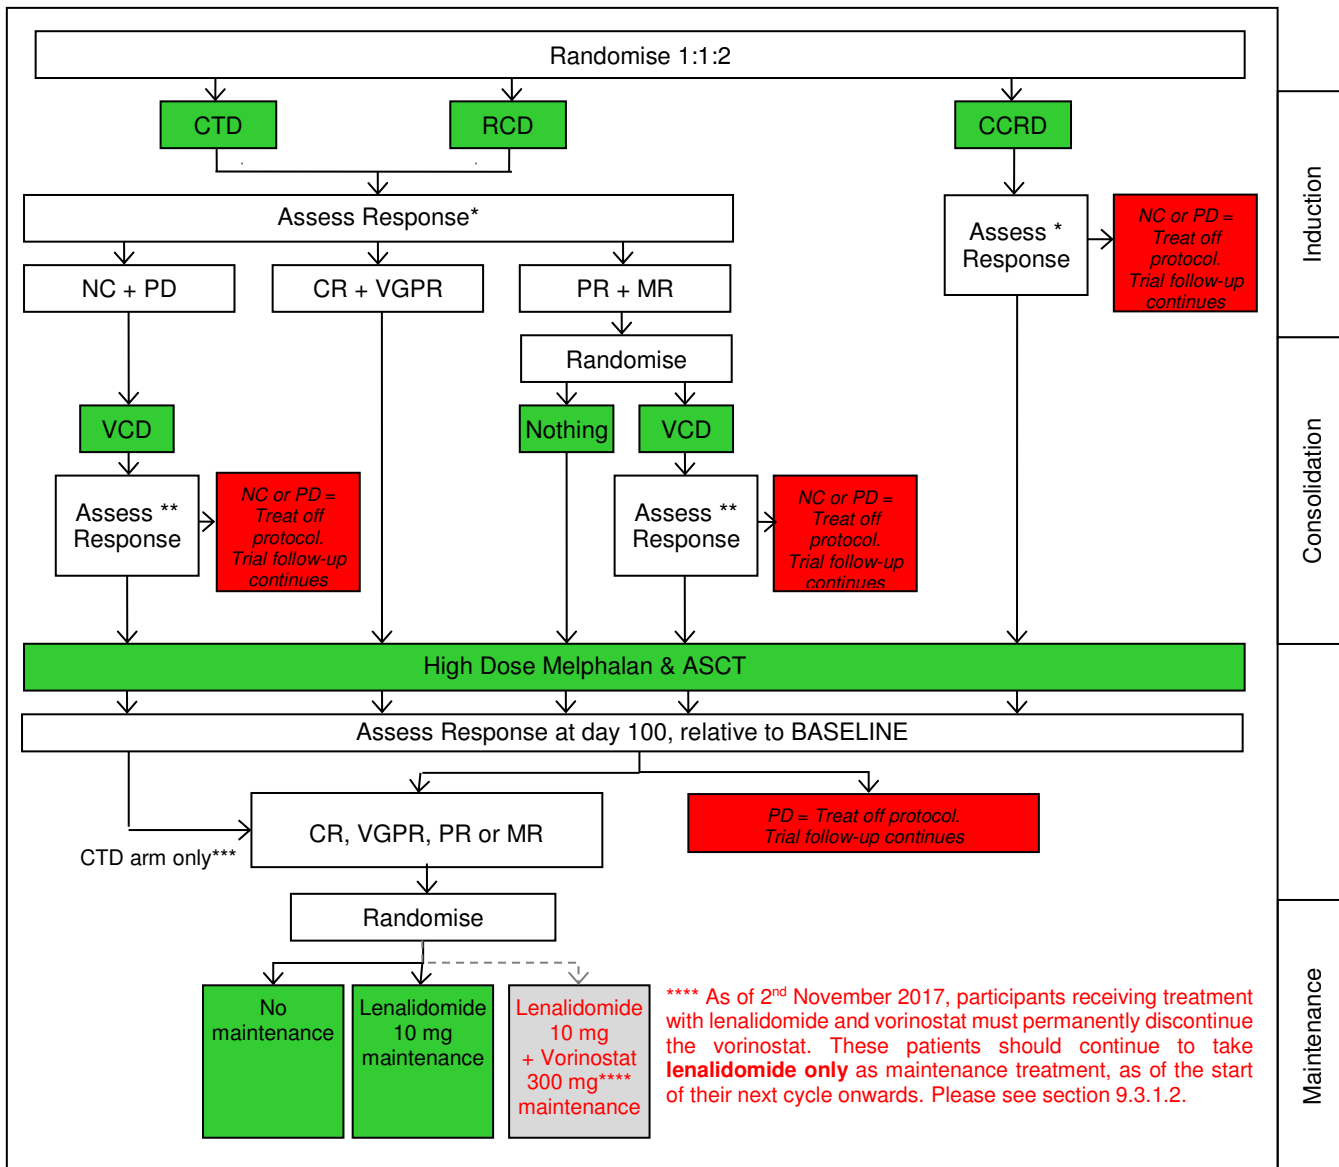 Randomise 1:1:2
CTD
RCD
CCRD
Induction
Assess Response*
Assess *
Response
NC or PD =
Treat off
protocol.
Trial follow-up
continues
NC + PD
CR + VGPR
PR + MR
Randomise
Consolidation
VCD
Nothing
VCD
Assess **
Response
NC or PD =
Treat off
protocol.
Trial follow-up
continues
Assess **
Response
NC or PD =
Treat off
protocol.
Trial follow-up
continues
High Dose Melphalan & ASCT
Assess Response at day 100, relative to BASELINE
CR, VGPR, PR or MR
PD = Treat off protocol.
Trial follow-up continues
CTD arm only***
Randomise
Maintenance
No
maintenance
Lenalidomide
10 mg
maintenance
Lenalidomide
10 mg
+ Vorinostat
300 mg****
maintenance
**** As of 2nd November 2017, participants receiving treatment
with lenalidomide and vorinostat must permanently discontinue
the vorinostat. These patients should continue to take
lenalidomide only as maintenance treatment, as of the start
of their next cycle onwards. Please see section 9.3.1.2.